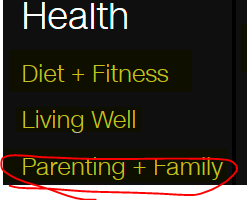 Health
Diet + Fitness
Living Well
Parenting + Family